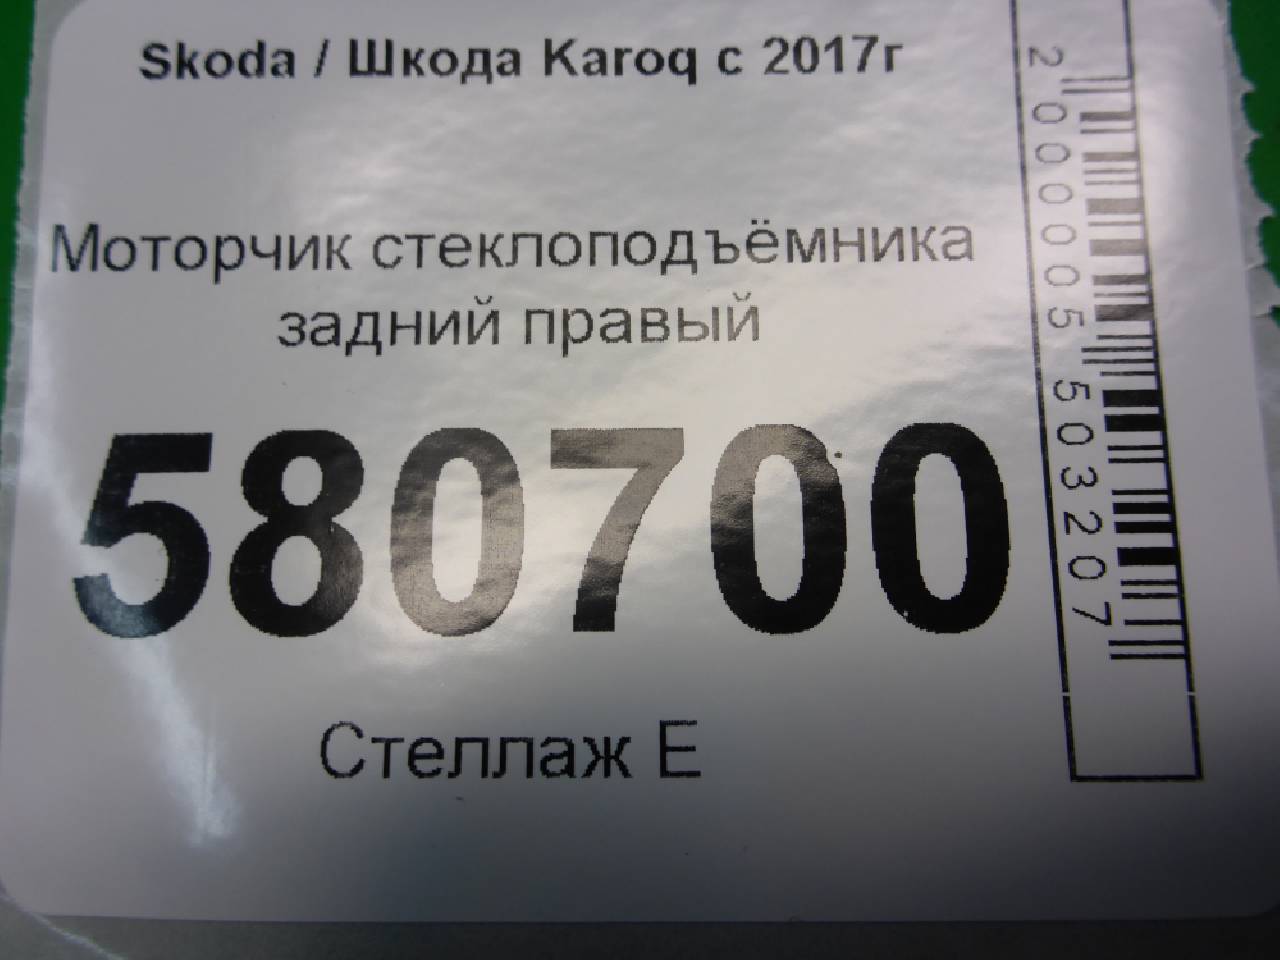 Skoda / Шкода Karoq с 2017г
Моторчик стеклоподъёмника
задний правый
580700
Стеллаж Е
2000005503207